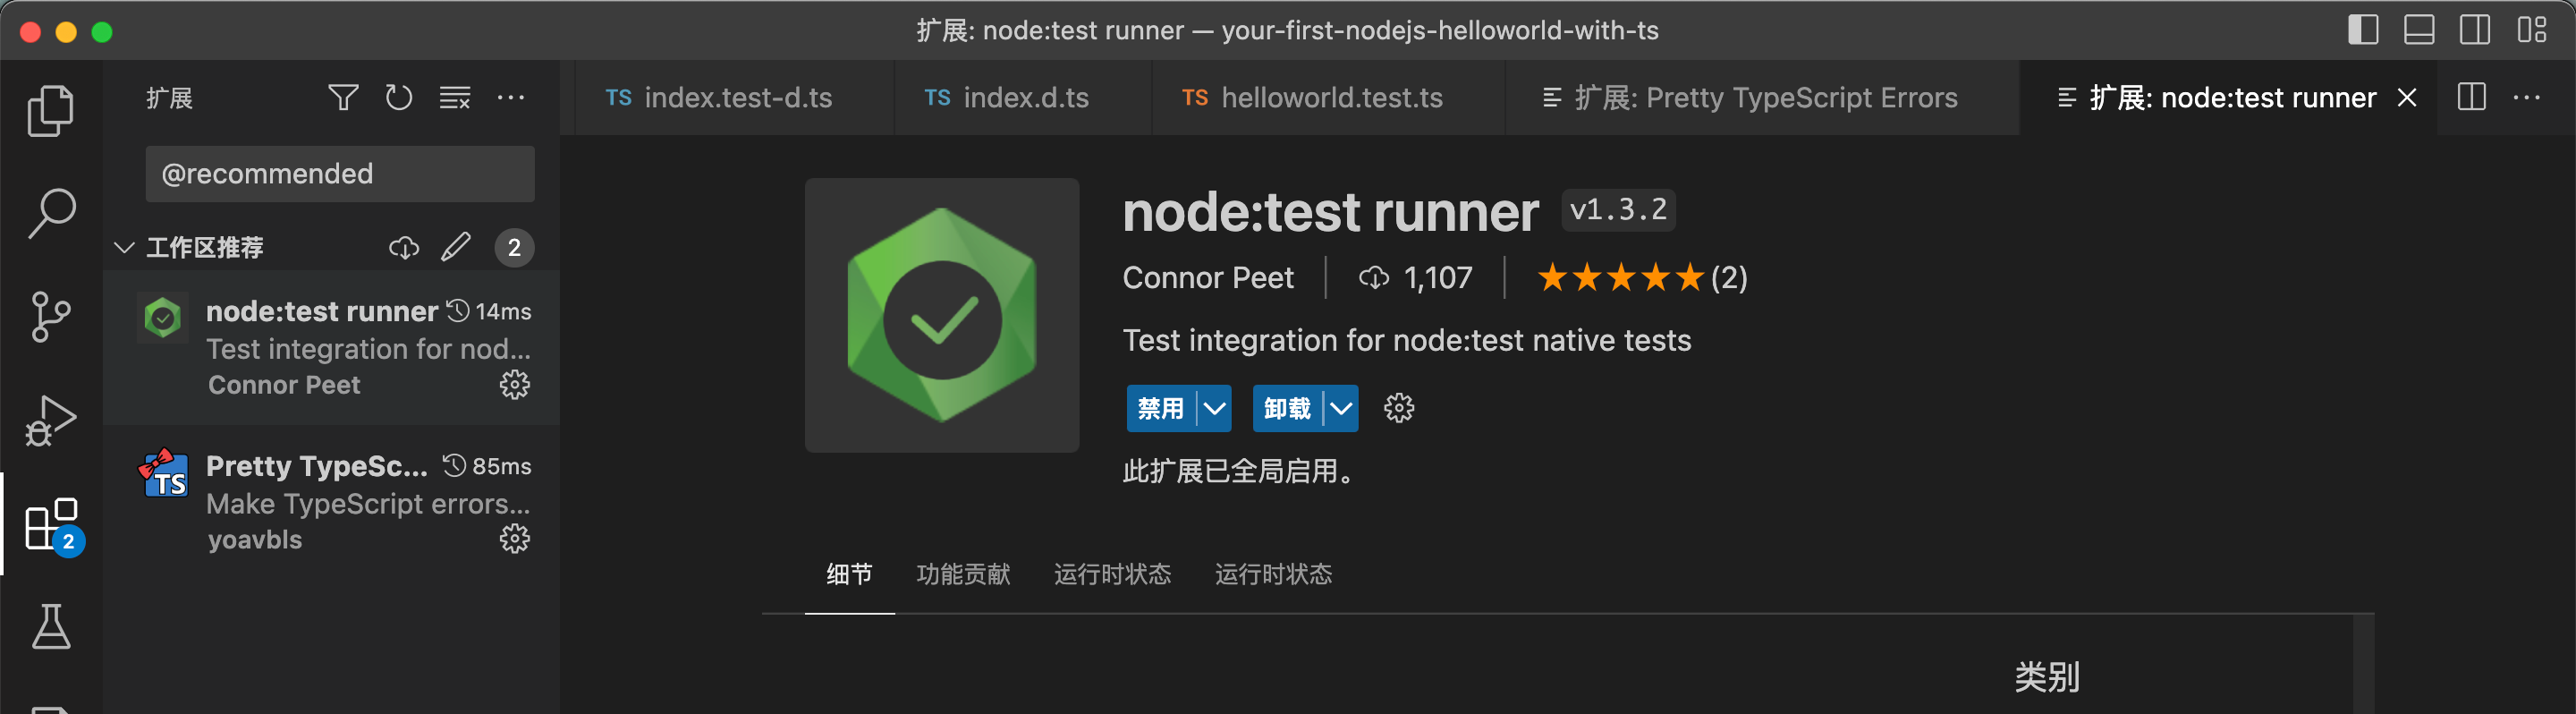 扩展: node:test runner — your-first-nodejs-helloworld-with-ts
扩展
@recommended
工作区推荐 2
node:test runner 14ms
Test integration for nod...
Connor Peet
TS Pretty TypeSc... 85ms
Make TypeScript errors...
yoavbls
2
TS index.test-d.ts TS index.d.ts TS helloworld.test.ts 扩展: Pretty TypeScript Errors 扩展: node:test runner
node:test runner v1.3.2
Connor Peet 1,107 ★★★★★(2)
Test integration for node:test native tests
禁用 卸载
此扩展已全局启用。
细节 功能贡献 运行时状态 运行时状态
类别